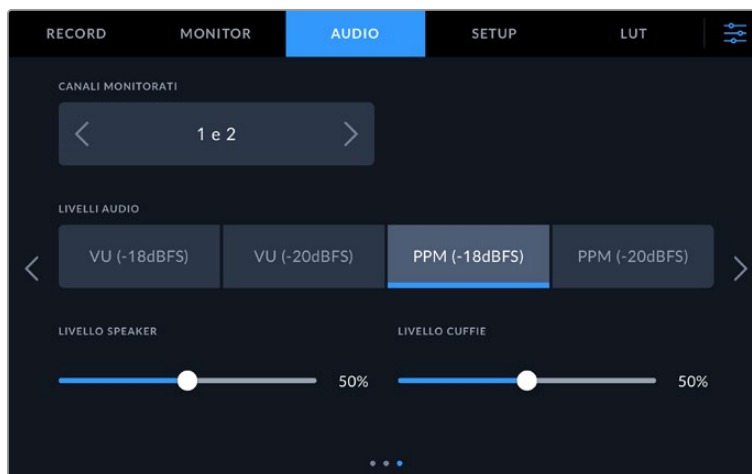 RECORD MONITOR AUDIO SETUP LUT
CANALI MONITORATI
1 e 2
LIVELLI AUDIO
VU (-18dBFS) VU (-20dBFS) PPM (-18dBFS) PPM (-20dBFS)
LIVELLO SPEAKER LIVELLO CUFFIE
50% 50%